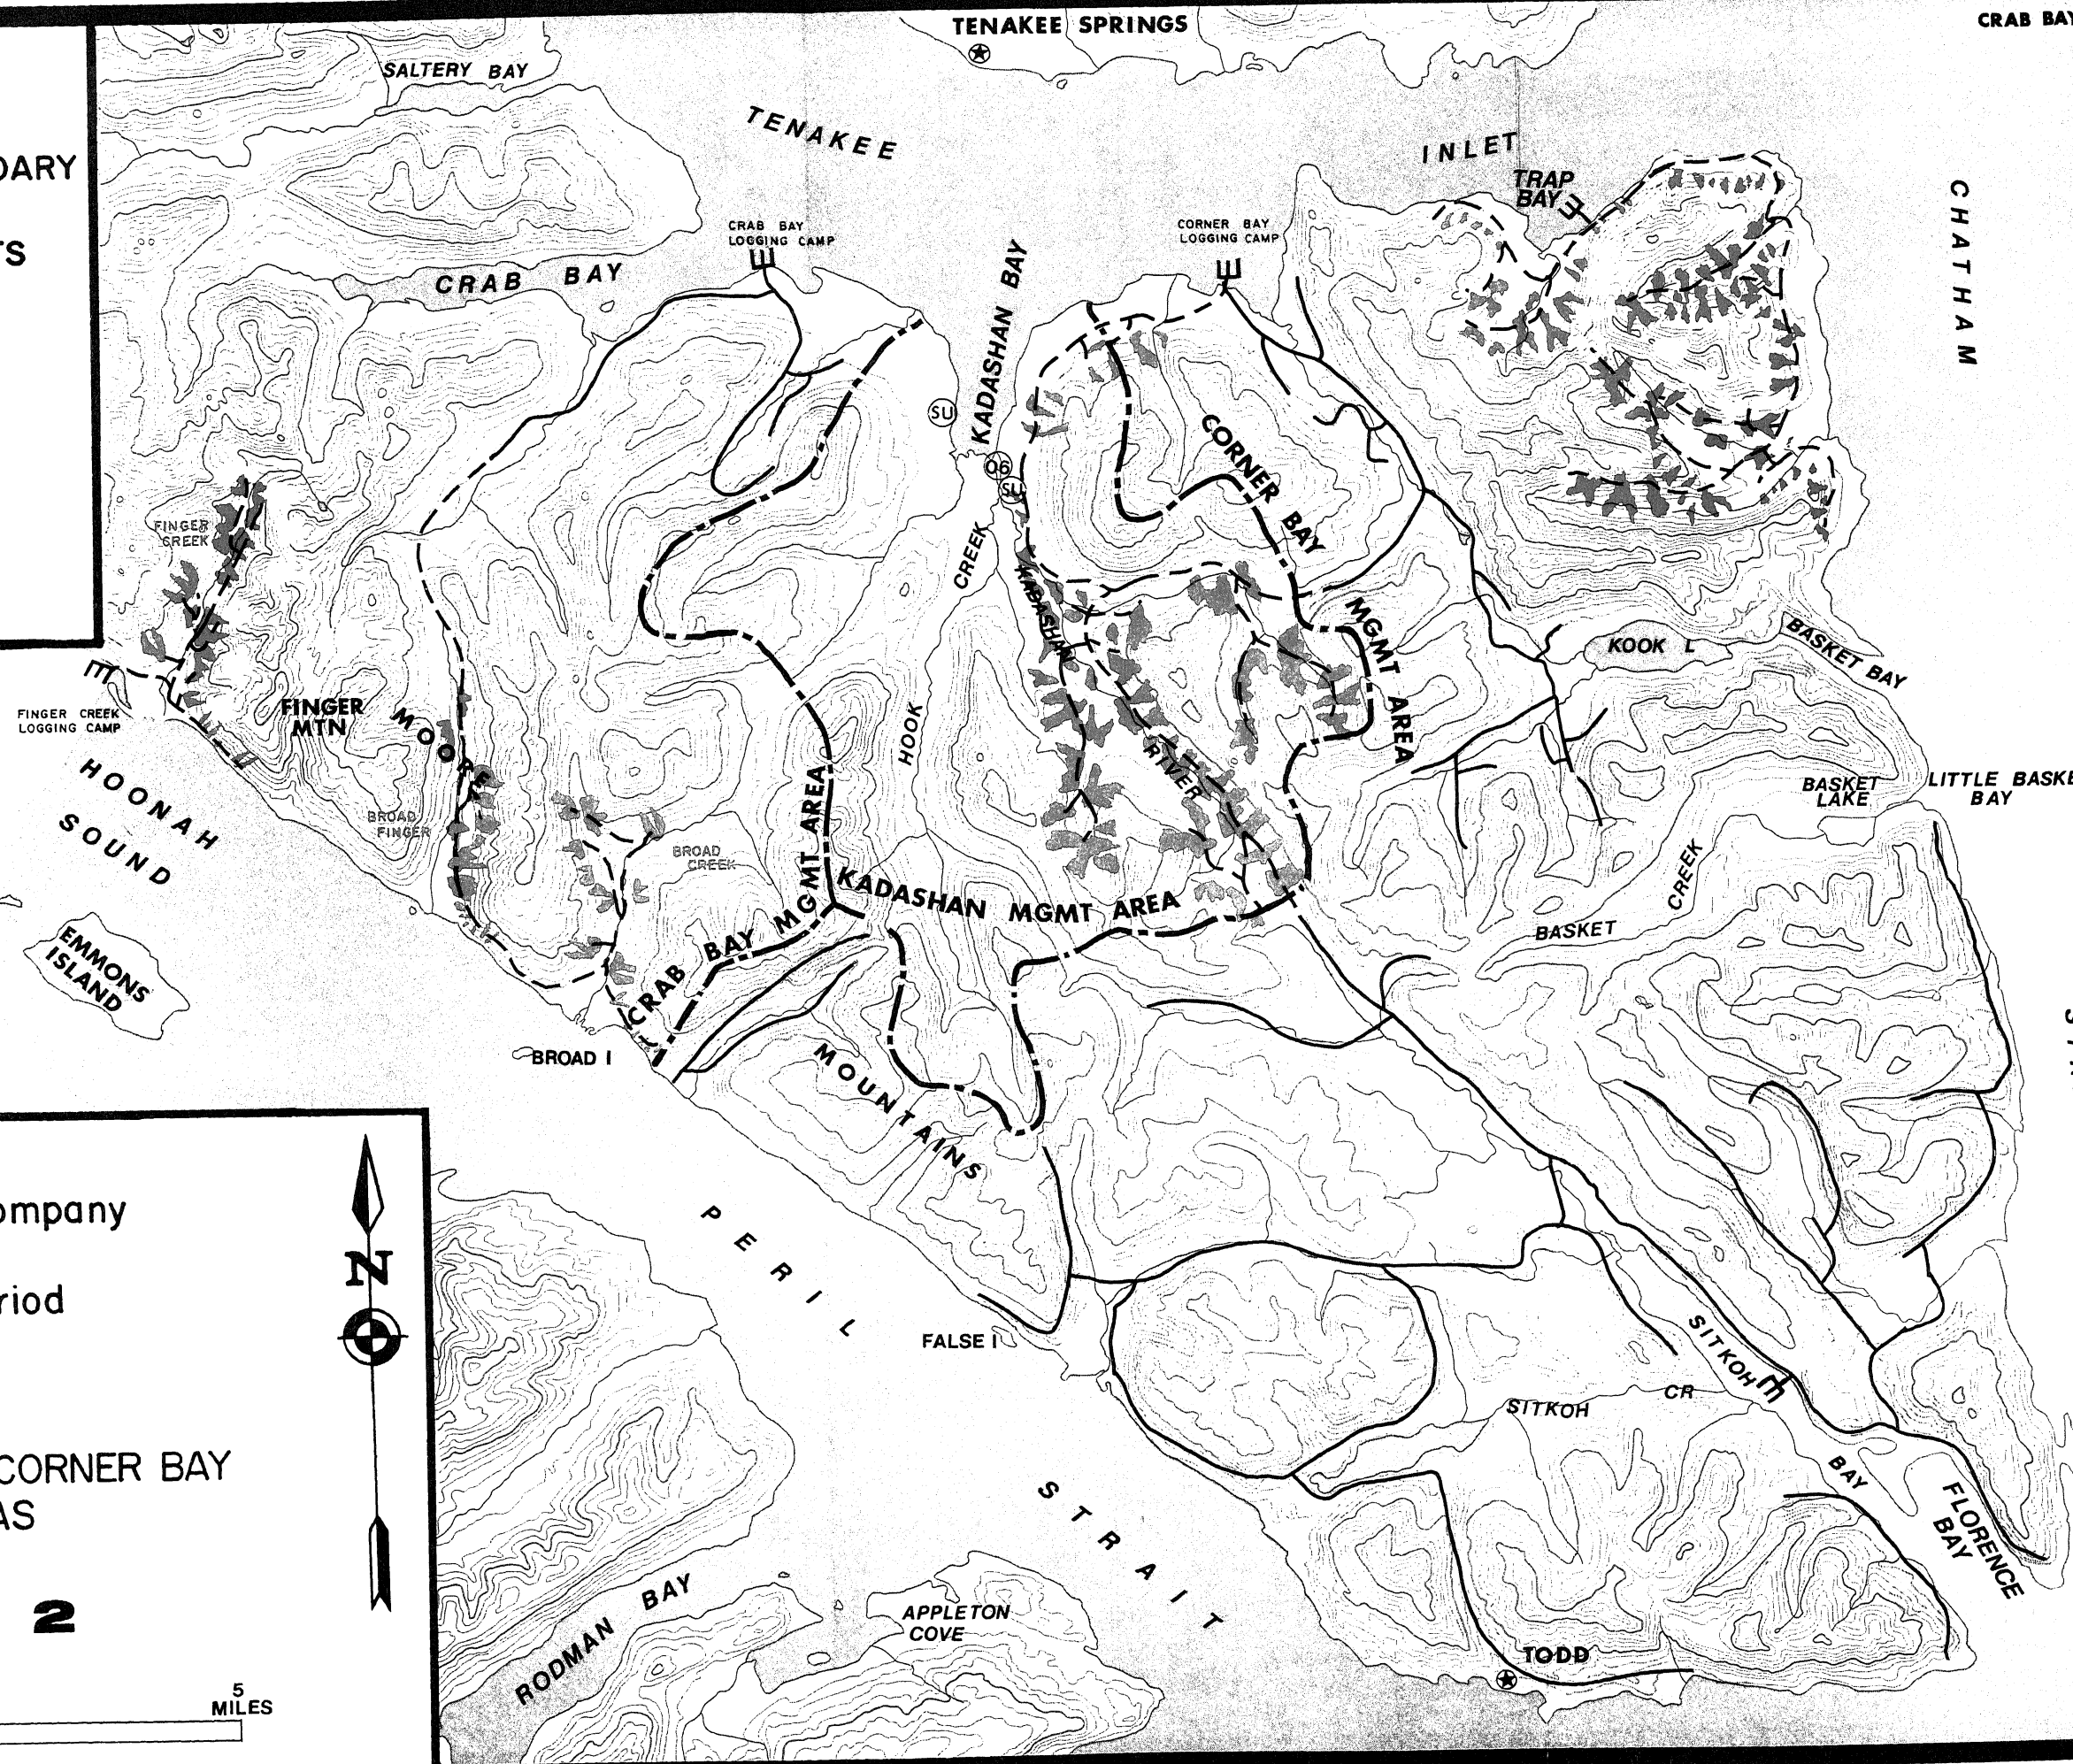 TENAKEE SPRINGS
CRAB BAY
SALTERY BAY
TENAKEE
INLET
DARY
TRAP
BAY
CHATHAM
TS
CRAB BAY
LOGGING CAMP
CORNER BAY
LOGGING CAMP
CRAB BAY
KADASHAN BAY
SU
06
SU
CORNER BAY MGMT AREA
FINGER
CREEK
HOOK CREEK
KADASHAN RIVER
KOOK L
BASKET BAY
FINGER CREEK
LOGGING CAMP
FINGER
MTN
MOORE
MOUNTAINS
HOONAH
SOUND
BASKET
LAKE
LITTLE BASKE
BAY
BROAD
FINGER
BROAD
CREEK
CRAB BAY MGMT AREA
KADASHAN MGMT AREA
BASKET CREEK
EMMONS
ISLAND
BROAD I
ompany
N
riod
PERIL
STRAIT
FALSE I
SITKOH
BAY
SITKOH CR
CORNER BAY
AS
FLORENCE
BAY
2
RODMAN BAY
APPLETON
COVE
TODD
5
MILES